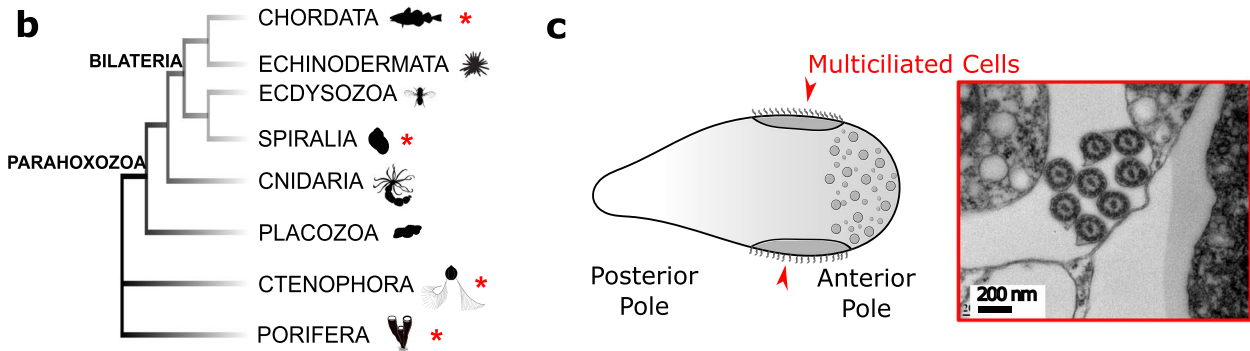 b
CHORDATA *
BILATERIA
ECHINODERMATA
ECDYSOZOA
SPIRALIA *
PARAHOXOZOA
CNIDARIA
PLACOZOA
CTENOPHORA *
PORIFERA *
c
Multiciliated Cells
Posterior
Pole
Anterior
Pole
200 nm